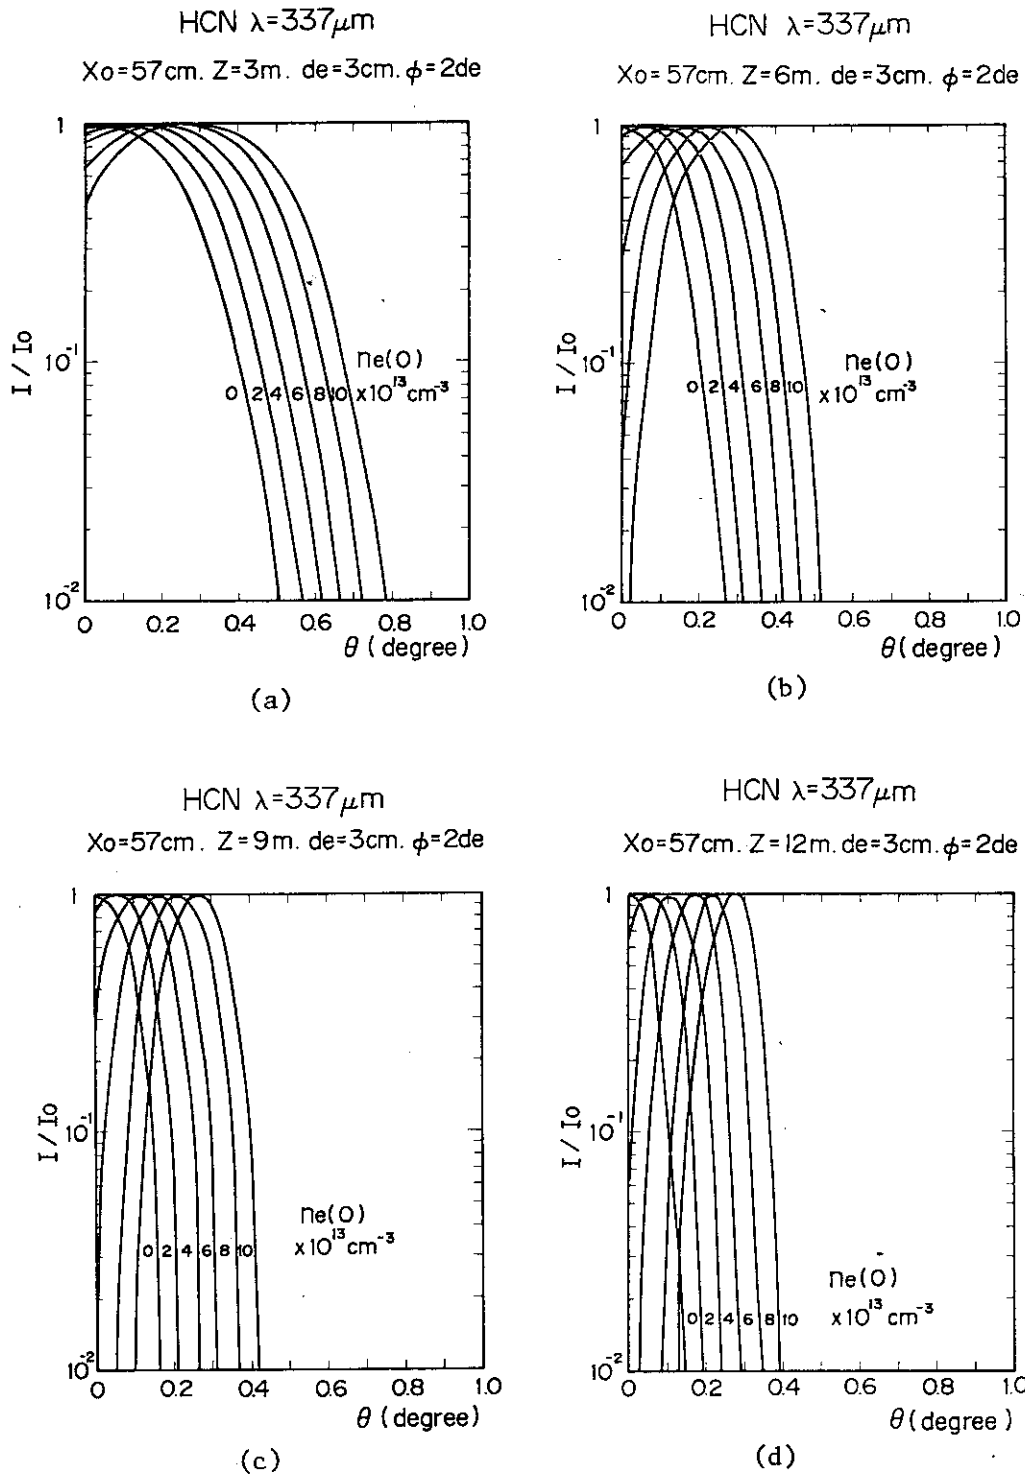 HCN λ=337μm
Xo=57cm. Z=3m. de=3cm. φ=2de
1
10⁻¹
10⁻²
I / Io
ne(0)
0 2 4 6 8 10 x10¹³cm⁻³
0 0.2 0.4 0.6 0.8 1.0
θ (degree)
(a)
HCN λ=337μm
Xo=57cm. Z=6m. de=3cm. φ=2de
1
10⁻¹
10⁻²
I / Io
ne(0)
0 2 4 6 8 10 x10¹³cm⁻³
0 0.2 0.4 0.6 0.8 1.0
θ (degree)
(b)
HCN λ=337μm
Xo=57cm. Z=9m. de=3cm. φ=2de
1
10⁻¹
10⁻²
I / Io
ne(0)
x10¹³cm⁻³
0 2 4 6 8 10
0 0.2 0.4 0.6 0.8 1.0
θ (degree)
(c)
HCN λ=337μm
Xo=57cm. Z=12m. de=3cm. φ=2de
1
10⁻¹
10⁻²
I / Io
ne(0)
x10¹³cm⁻³
0 2 4 6 8 10
0 0.2 0.4 0.6 0.8 1.0
θ (degree)
(d)